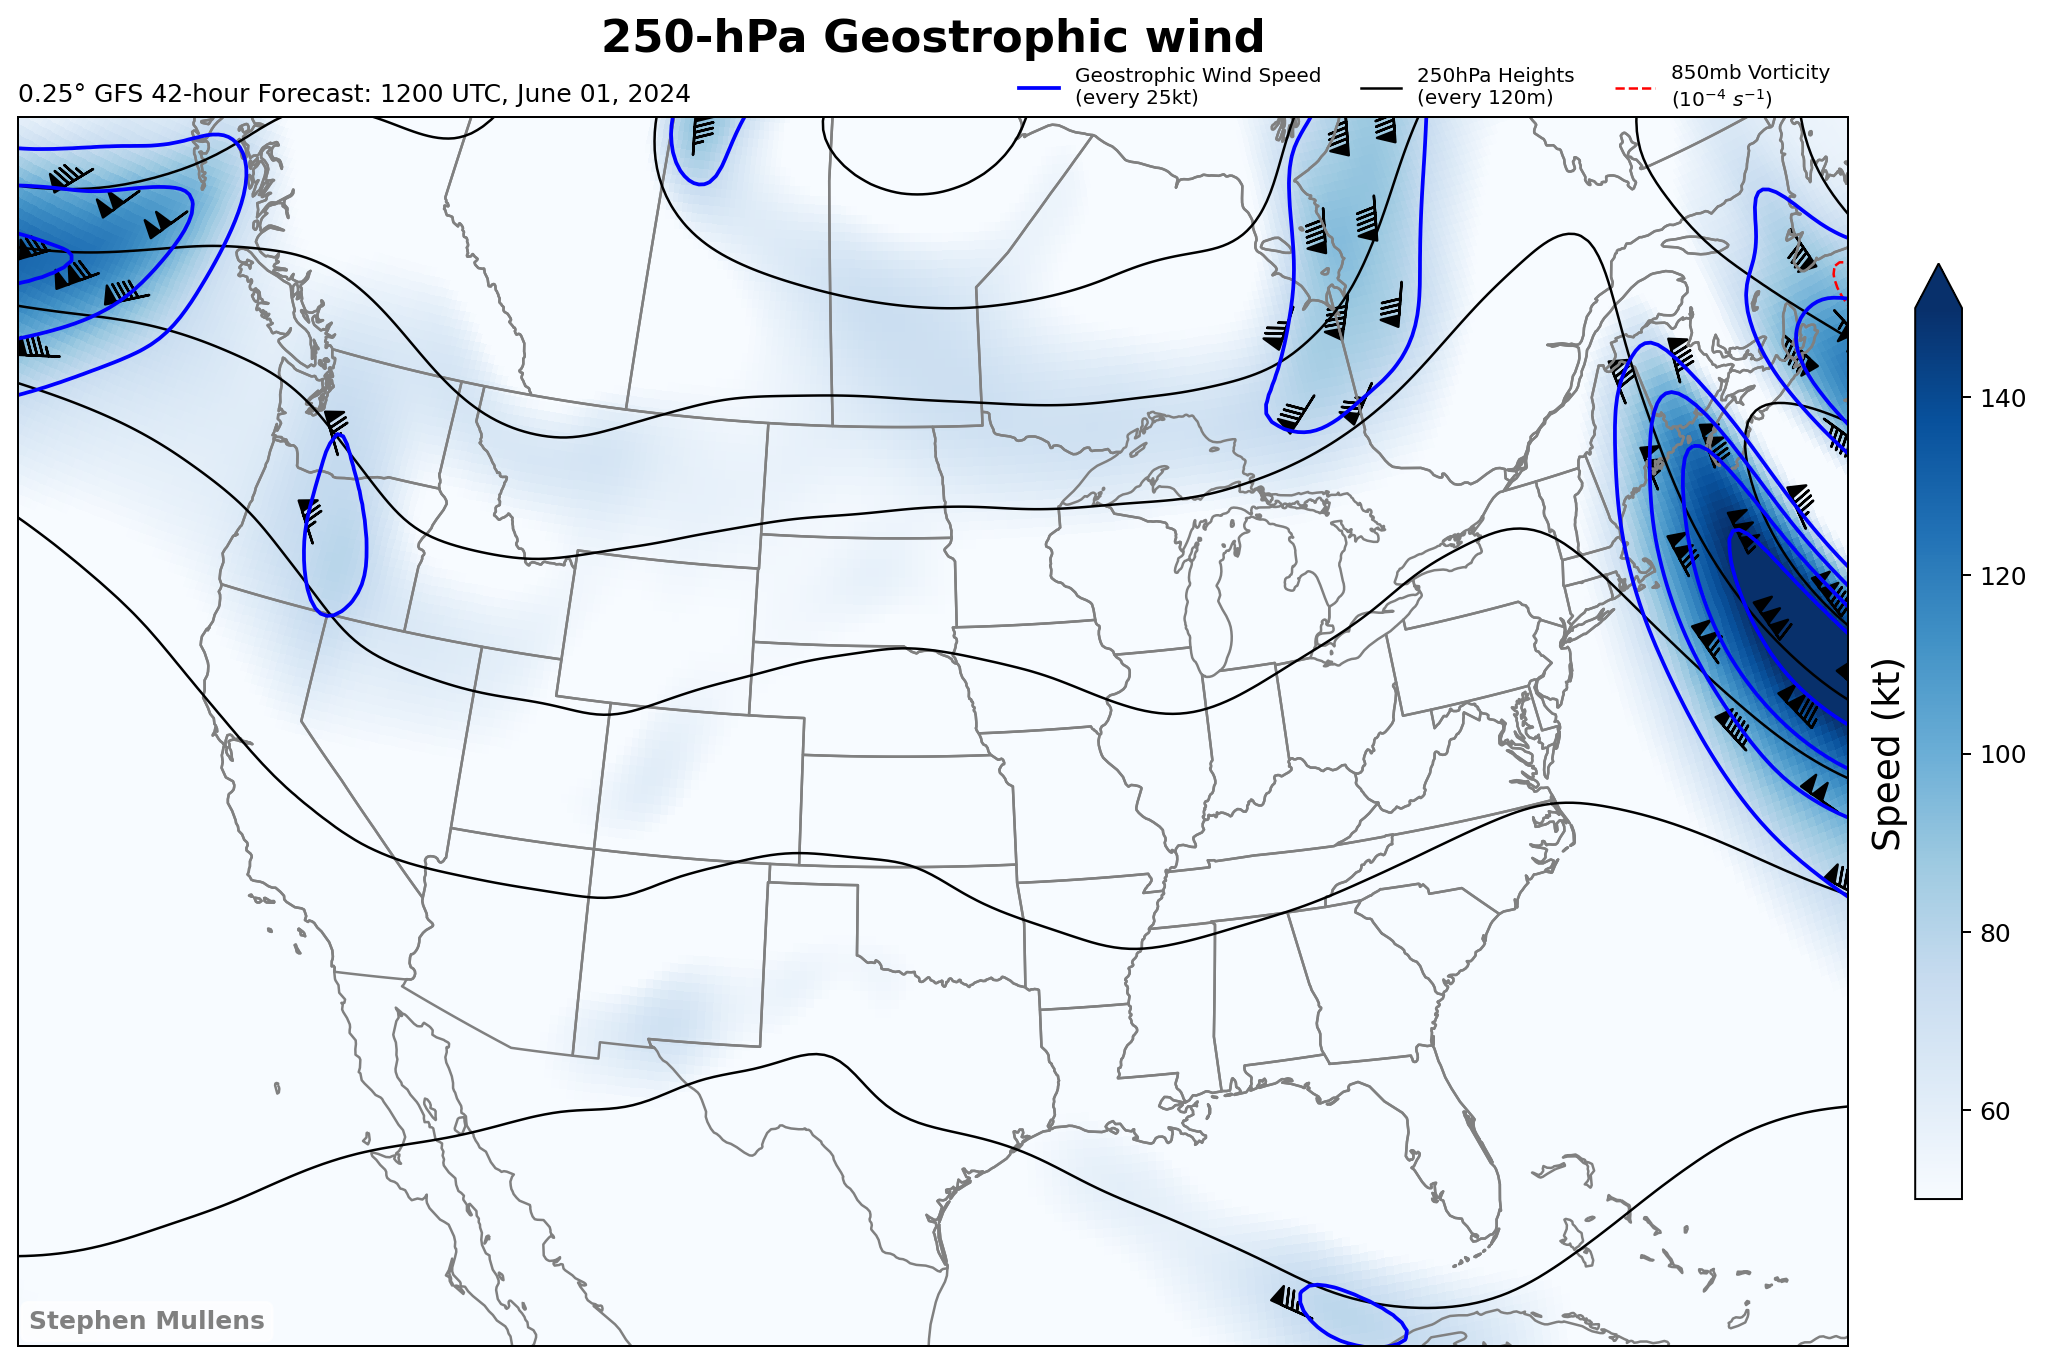 250-hPa Geostrophic wind
0.25° GFS 42-hour Forecast: 1200 UTC, June 01, 2024
Geostrophic Wind Speed
(every 25kt)
250hPa Heights
(every 120m)
850mb Vorticity
(10⁻⁴ s⁻¹)
140
120
100
80
60
Speed (kt)
Stephen Mullens